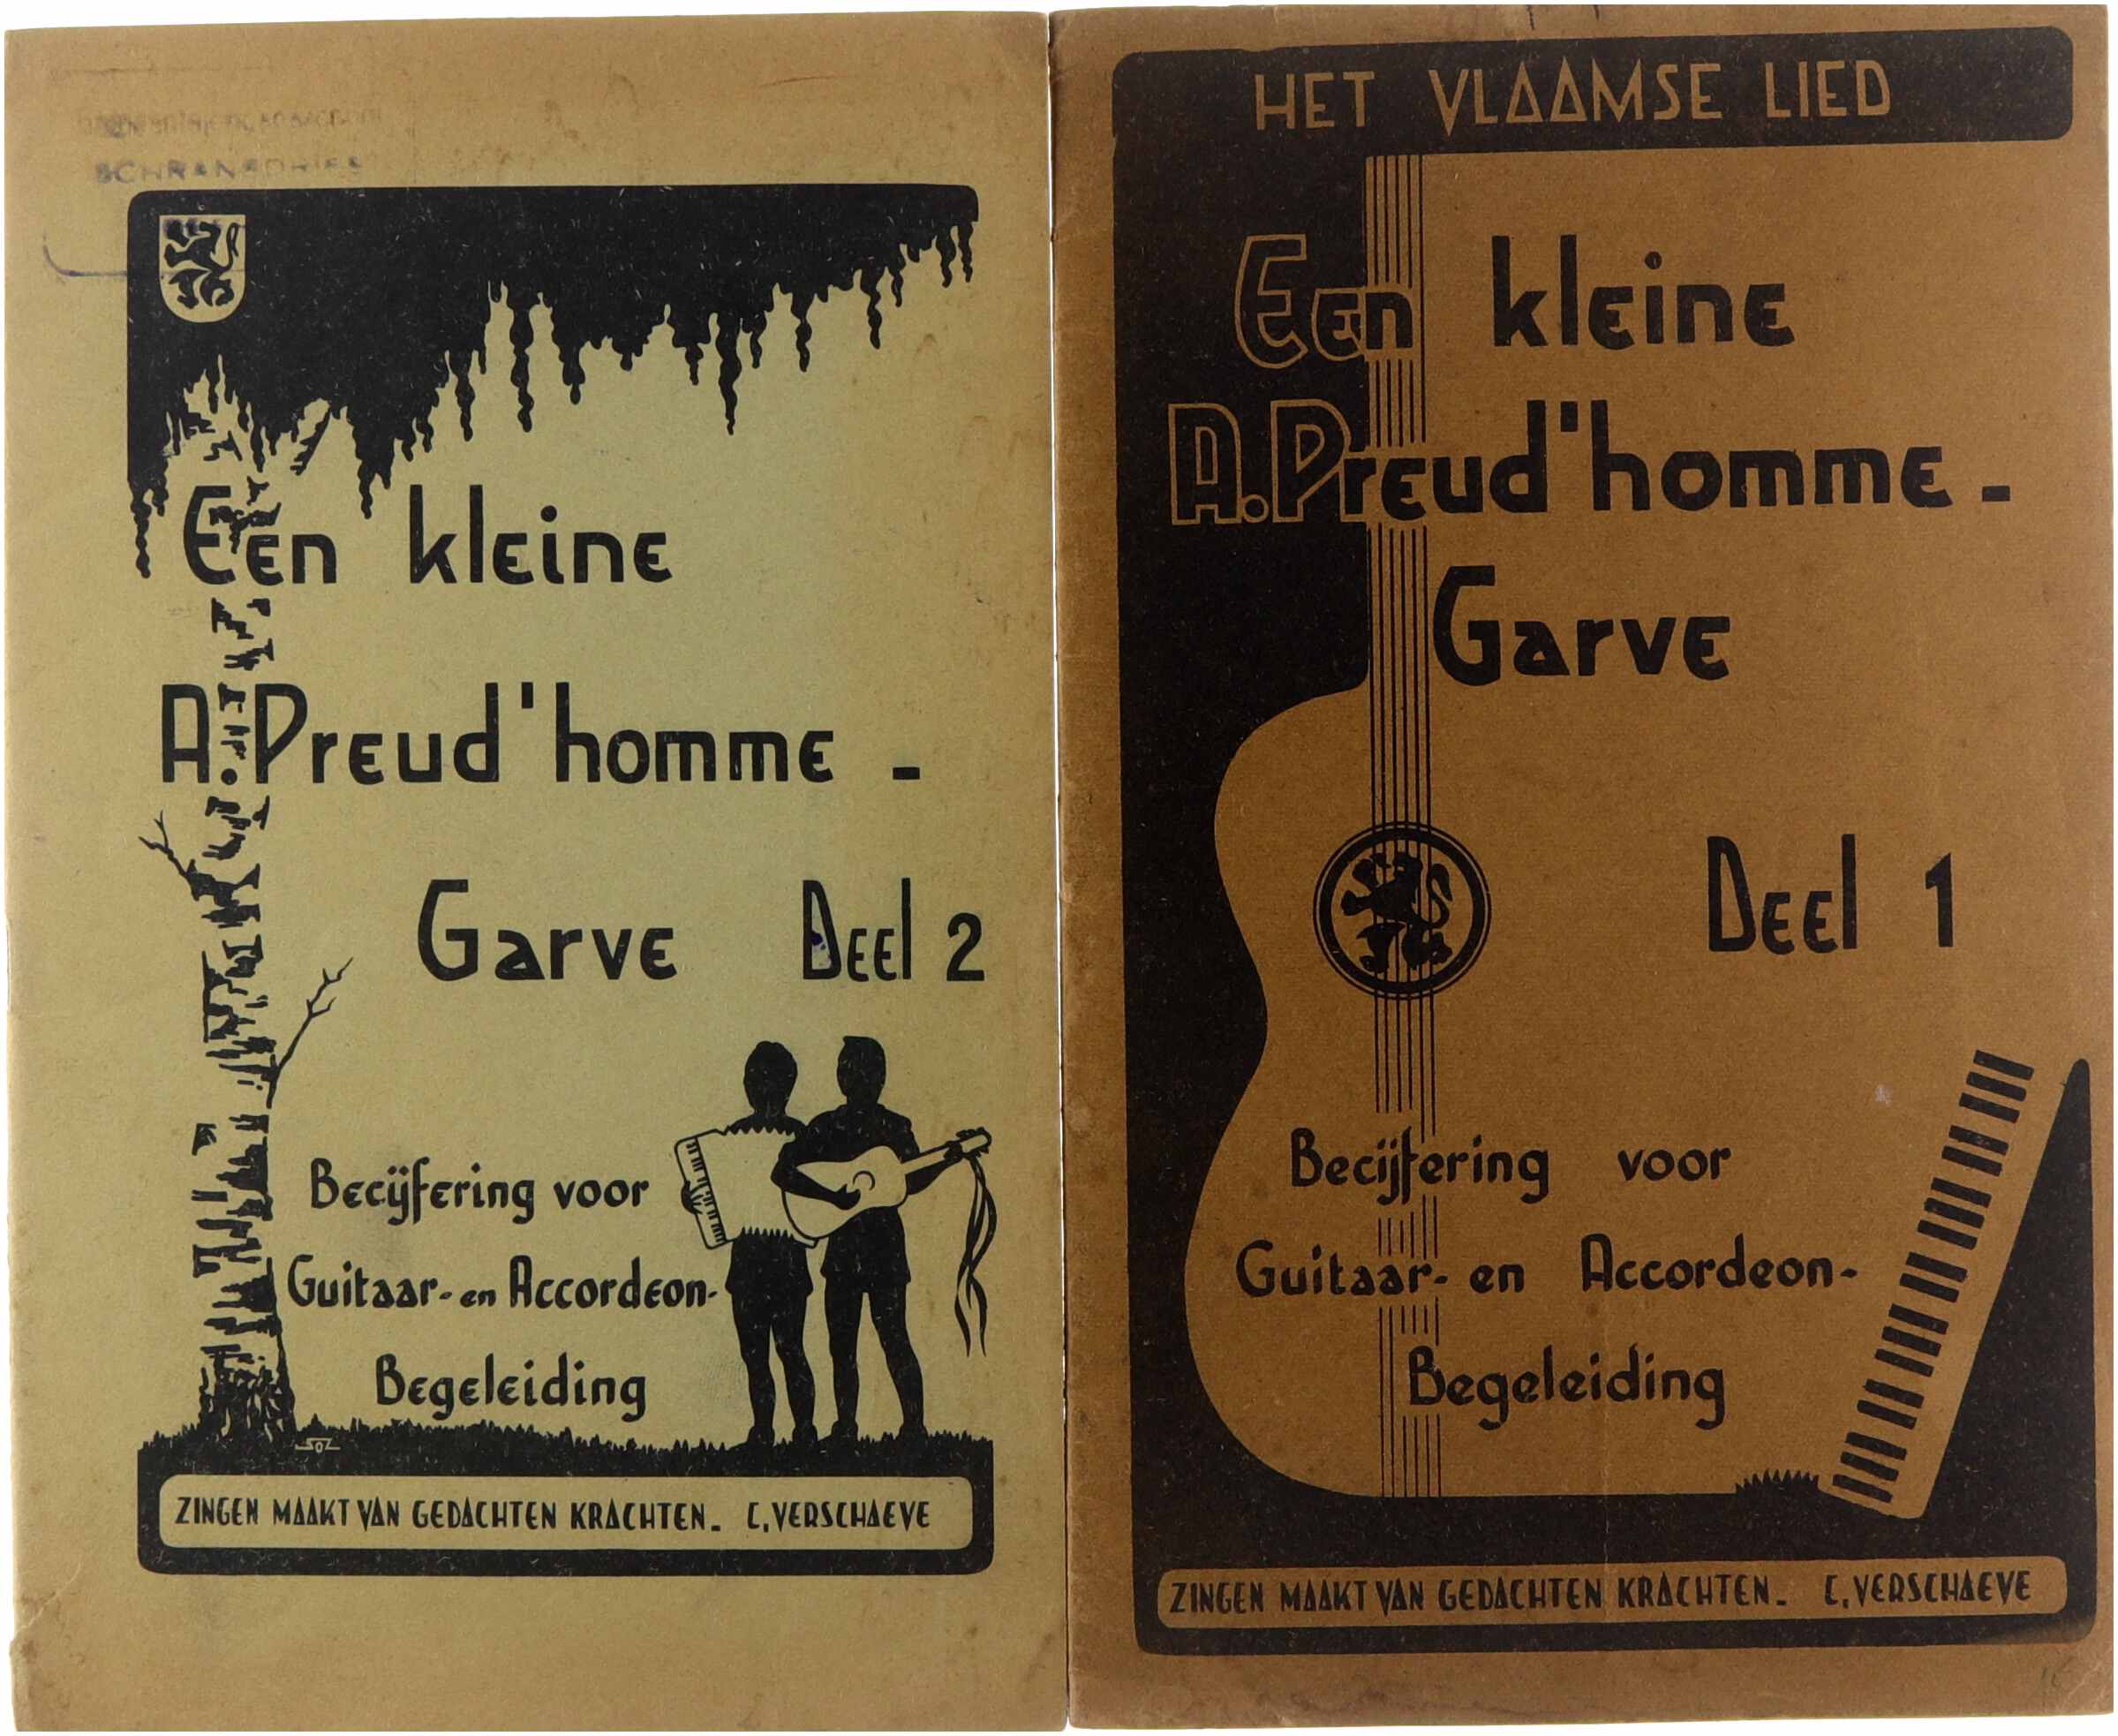 Een kleine
A. Preud'homme -
Garve Deel 2
Becijfering voor
Guitaar- en Accordeon-
Begeleiding
ZINGEN MAAKT VAN GEDACHTEN KRACHTEN_ C. VERSCHAEVE
HET VLAAMSE LIED
Een kleine
A. Preud'homme -
Garve
Deel 1
Becijfering voor
Guitaar- en Accordeon-
Begeleiding
ZINGEN MAAKT VAN GEDACHTEN KRACHTEN_ C. VERSCHAEVE